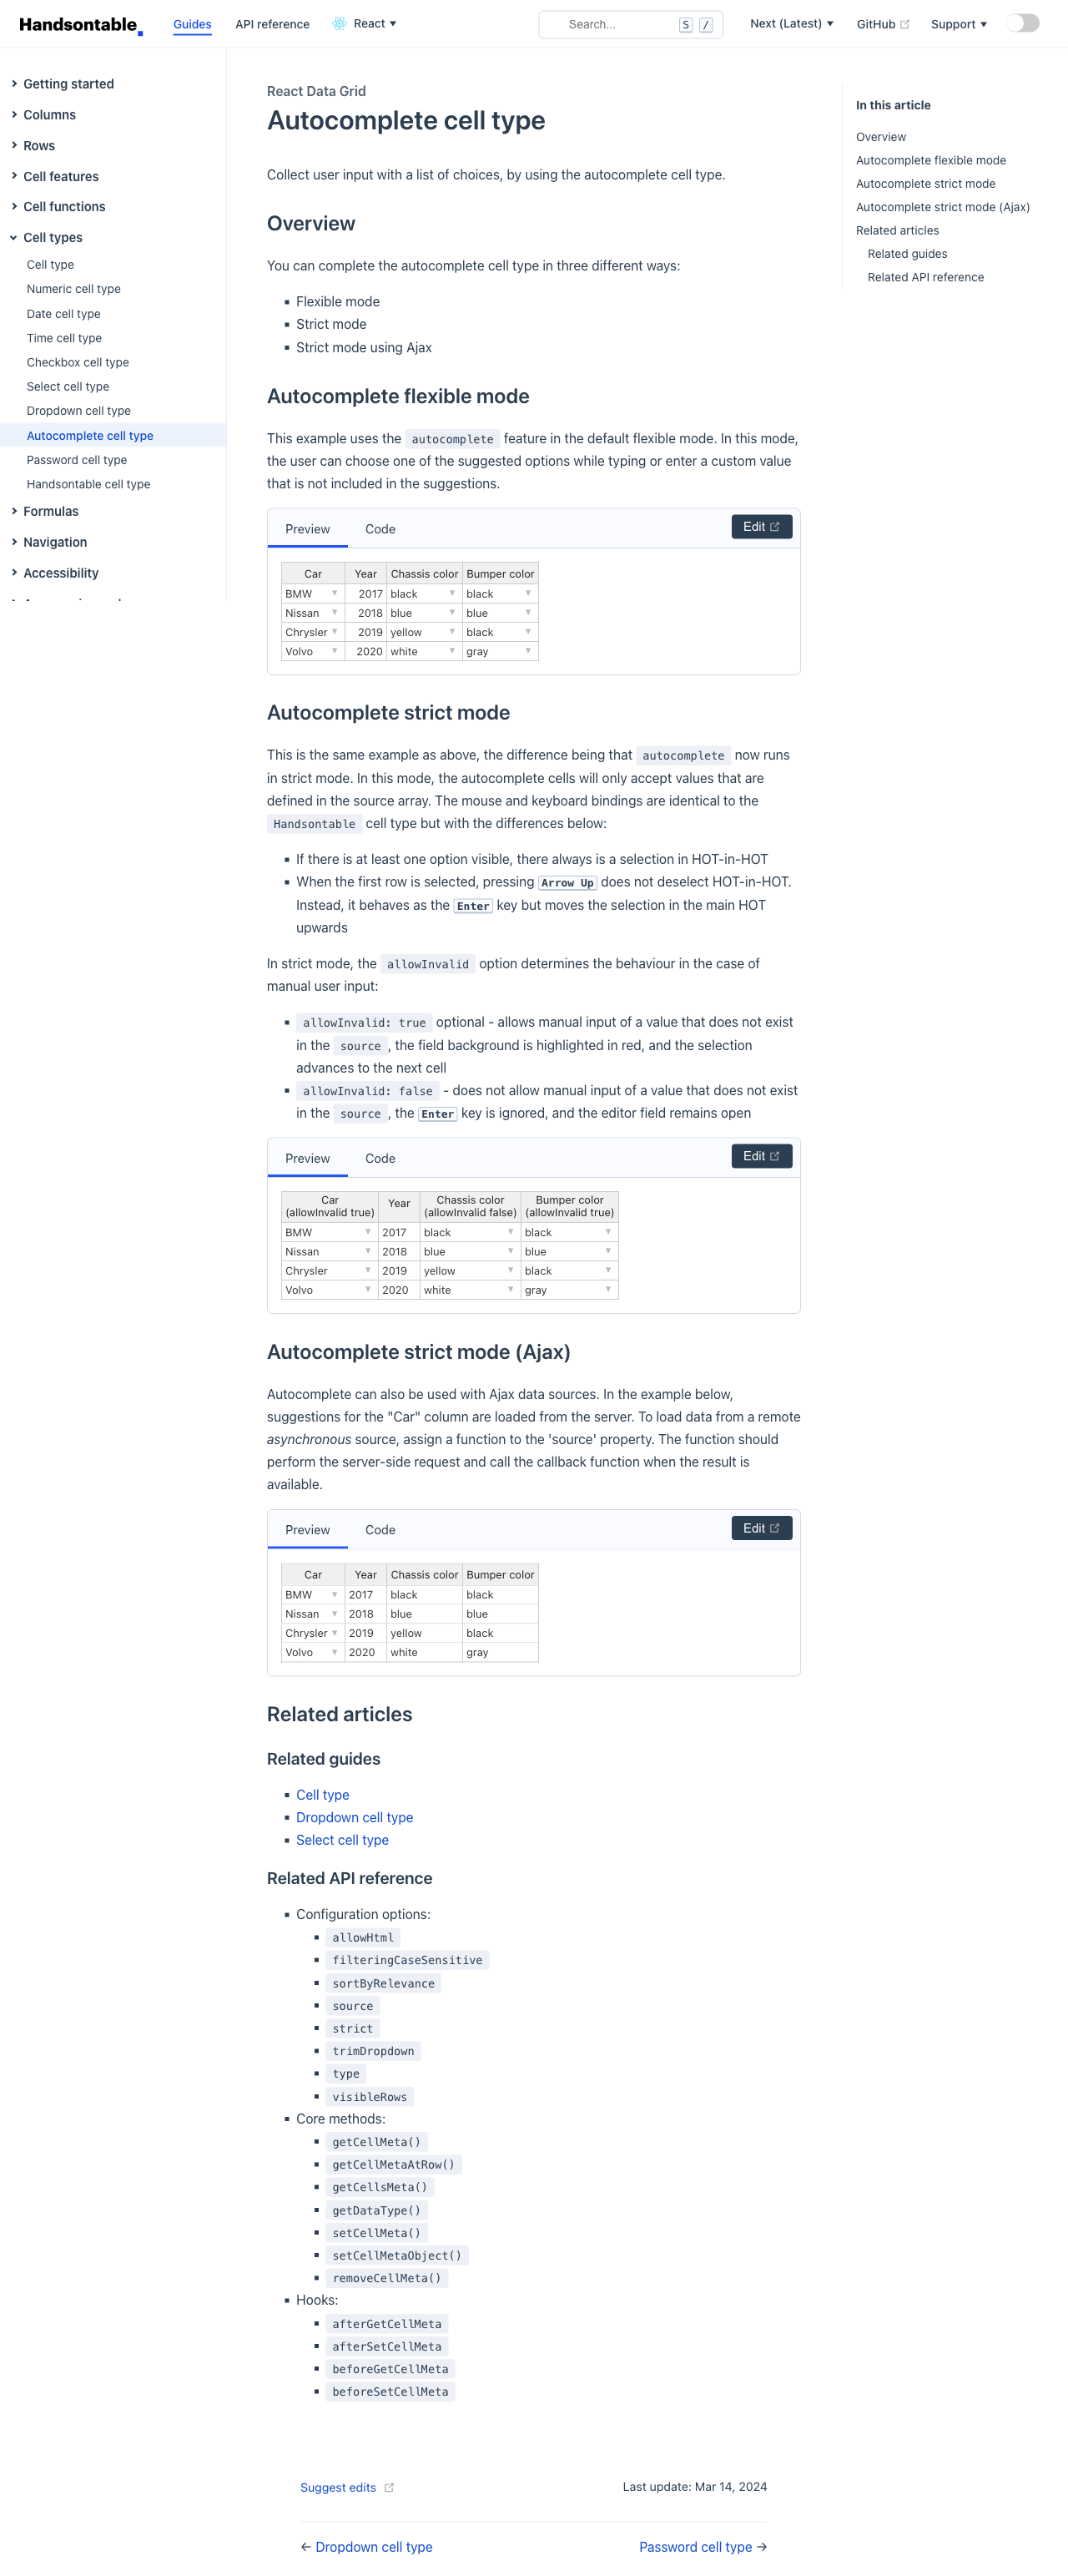 Handsontable
Guides
API reference
React
Search...
S
/
Next (Latest)
GitHub
Support
Getting started
Columns
Rows
Cell features
Cell functions
Cell types
Cell type
Numeric cell type
Date cell type
Time cell type
Checkbox cell type
Select cell type
Dropdown cell type
Autocomplete cell type
Password cell type
Handsontable cell type
Formulas
Navigation
Accessibility
React Data Grid
Autocomplete cell type
Collect user input with a list of choices, by using the autocomplete cell type.
Overview
You can complete the autocomplete cell type in three different ways:
Flexible mode
Strict mode
Strict mode using Ajax
Autocomplete flexible mode
This example uses the autocomplete feature in the default flexible mode. In this mode,
the user can choose one of the suggested options while typing or enter a custom value
that is not included in the suggestions.
Preview Code Edit
Car Year Chassis color Bumper color
BMW 2017 black black
Nissan 2018 blue blue
Chrysler 2019 yellow black
Volvo 2020 white gray
Autocomplete strict mode
This is the same example as above, the difference being that autocomplete now runs
in strict mode. In this mode, the autocomplete cells will only accept values that are
defined in the source array. The mouse and keyboard bindings are identical to the
Handsontable cell type but with the differences below:
If there is at least one option visible, there always is a selection in HOT-in-HOT
When the first row is selected, pressing Arrow Up does not deselect HOT-in-HOT.
Instead, it behaves as the Enter key but moves the selection in the main HOT
upwards
In strict mode, the allowInvalid option determines the behaviour in the case of
manual user input:
allowInvalid: true optional - allows manual input of a value that does not exist
in the source, the field background is highlighted in red, and the selection
advances to the next cell
allowInvalid: false - does not allow manual input of a value that does not exist
in the source, the Enter key is ignored, and the editor field remains open
Preview Code Edit
Car Year Chassis color Bumper color
(allowInvalid true) (allowInvalid false) (allowInvalid true)
BMW 2017 black black
Nissan 2018 blue blue
Chrysler 2019 yellow black
Volvo 2020 white gray
Autocomplete strict mode (Ajax)
Autocomplete can also be used with Ajax data sources. In the example below,
suggestions for the "Car" column are loaded from the server. To load data from a remote
asynchronous source, assign a function to the 'source' property. The function should
perform the server-side request and call the callback function when the result is
available.
Preview Code Edit
Car Year Chassis color Bumper color
BMW 2017 black black
Nissan 2018 blue blue
Chrysler 2019 yellow black
Volvo 2020 white gray
Related articles
Related guides
Cell type
Dropdown cell type
Select cell type
Related API reference
Configuration options:
allowHtml
filteringCaseSensitive
sortByRelevance
source
strict
trimDropdown
type
visibleRows
Core methods:
getCellMeta()
getCellMetaAtRow()
getCellsMeta()
getDataType()
setCellMeta()
setCellMetaObject()
removeCellMeta()
Hooks:
afterGetCellMeta
afterSetCellMeta
beforeGetCellMeta
beforeSetCellMeta
Suggest edits
Last update: Mar 14, 2024
← Dropdown cell type
Password cell type →
In this article
Overview
Autocomplete flexible mode
Autocomplete strict mode
Autocomplete strict mode (Ajax)
Related articles
Related guides
Related API reference